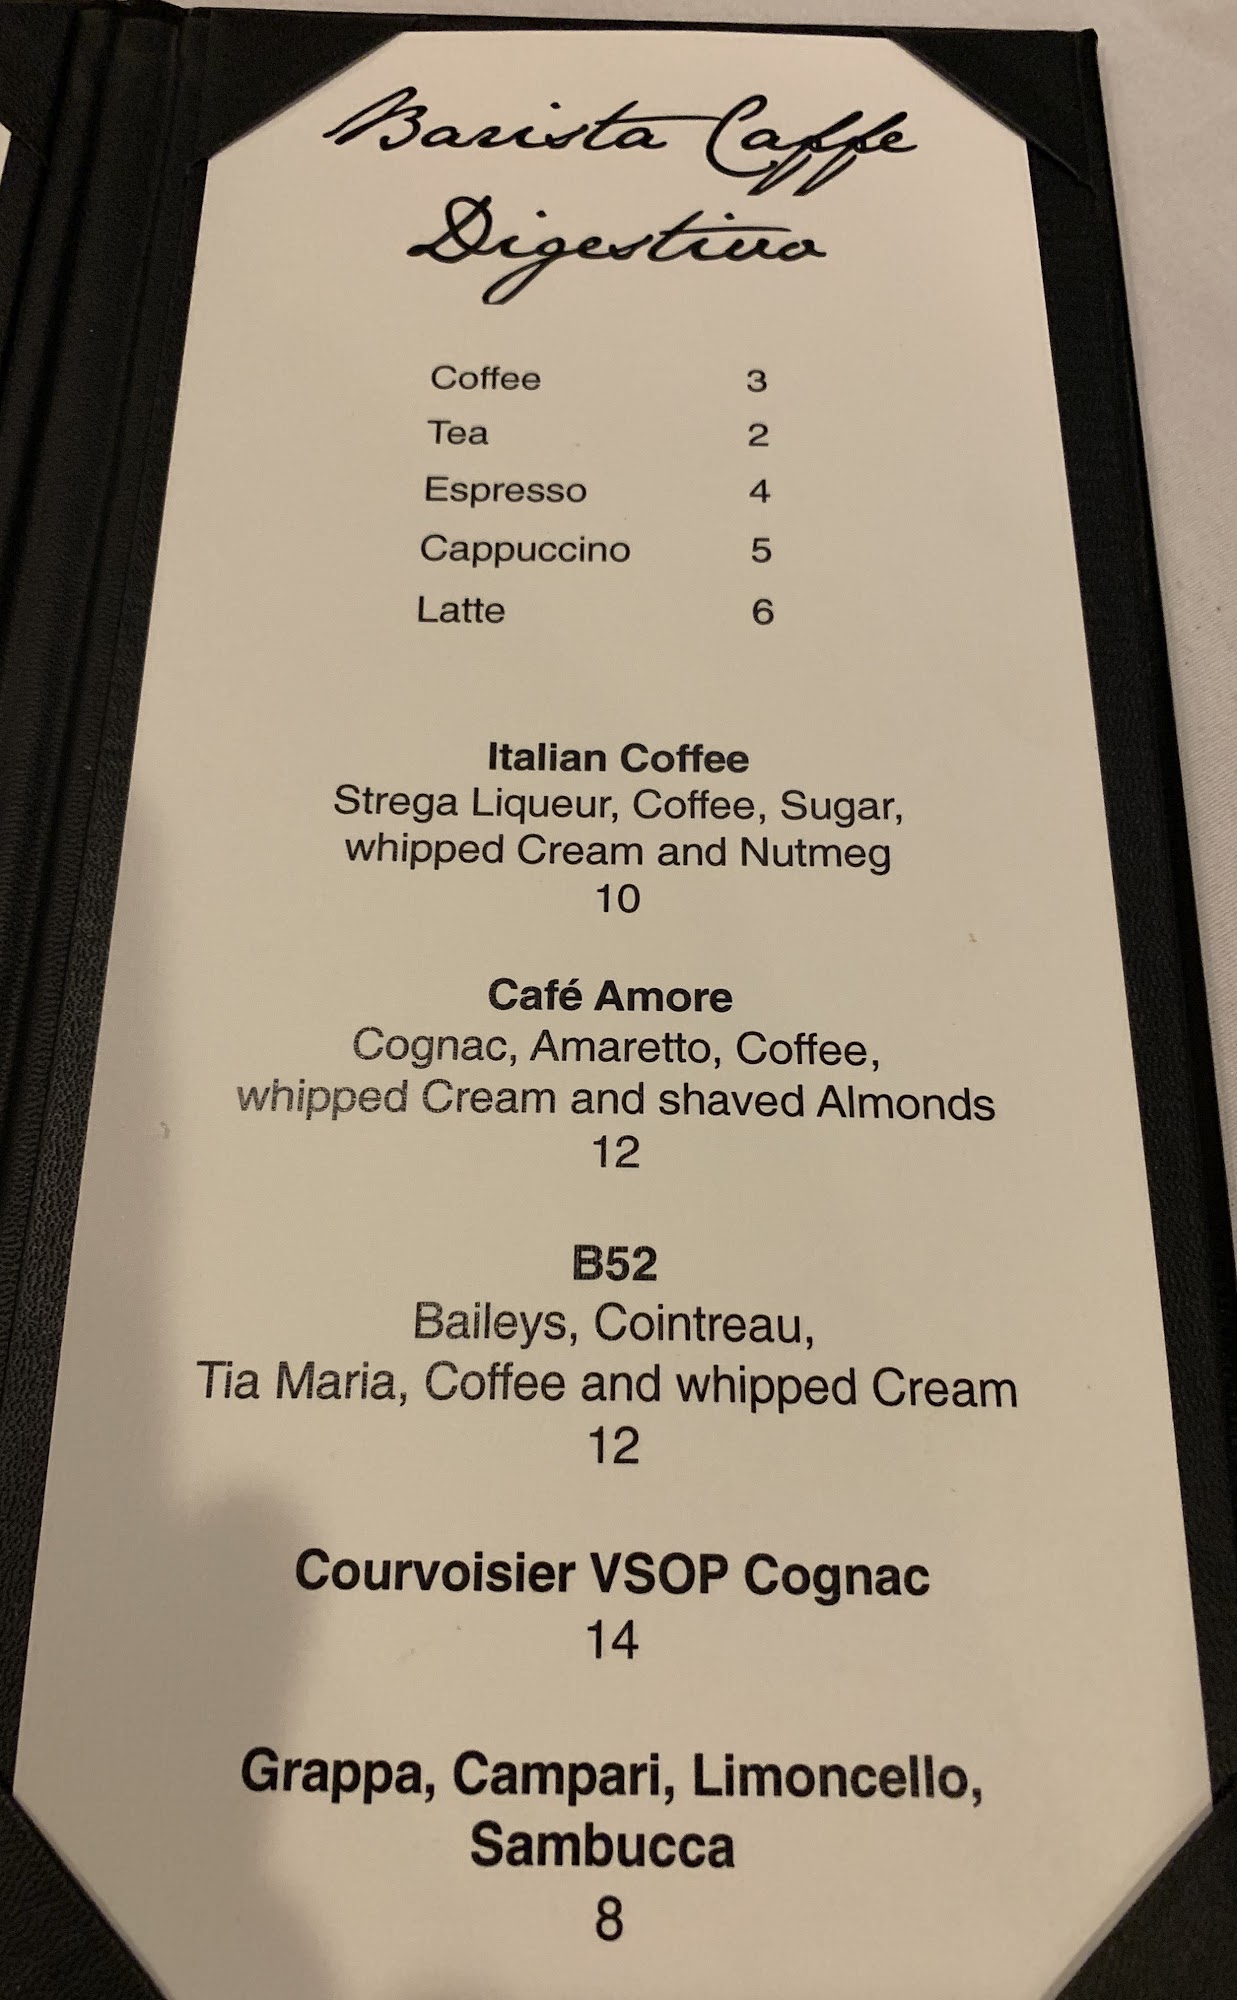 Barista Caffe
Digestivo
Coffee 3
Tea 2
Espresso 4
Cappuccino 5
Latte 6
Italian Coffee
Strega Liqueur, Coffee, Sugar,
whipped Cream and Nutmeg
10
Café Amore
Cognac, Amaretto, Coffee,
whipped Cream and shaved Almonds
12
B52
Baileys, Cointreau,
Tia Maria, Coffee and whipped Cream
12
Courvoisier VSOP Cognac
14
Grappa, Campari, Limoncello,
Sambucca
8